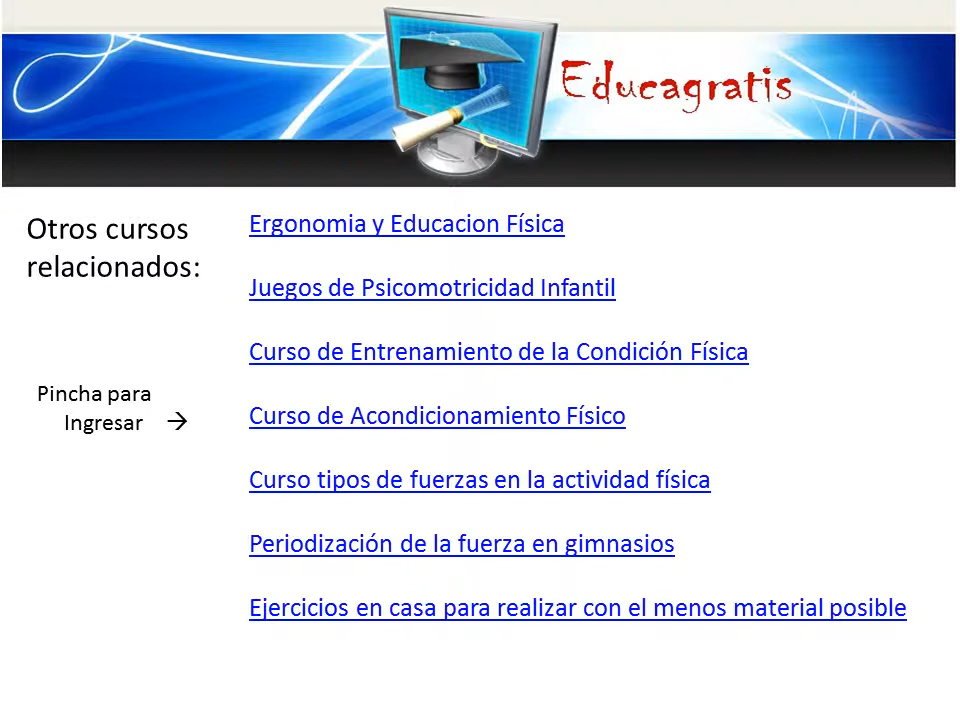 Educagratis
Otros cursos
relacionados:
Pincha para
Ingresar →
Ergonomia y Educacion Física
Juegos de Psicomotricidad Infantil
Curso de Entrenamiento de la Condición Física
Curso de Acondicionamiento Físico
Curso tipos de fuerzas en la actividad física
Periodización de la fuerza en gimnasios
Ejercicios en casa para realizar con el menos material posible